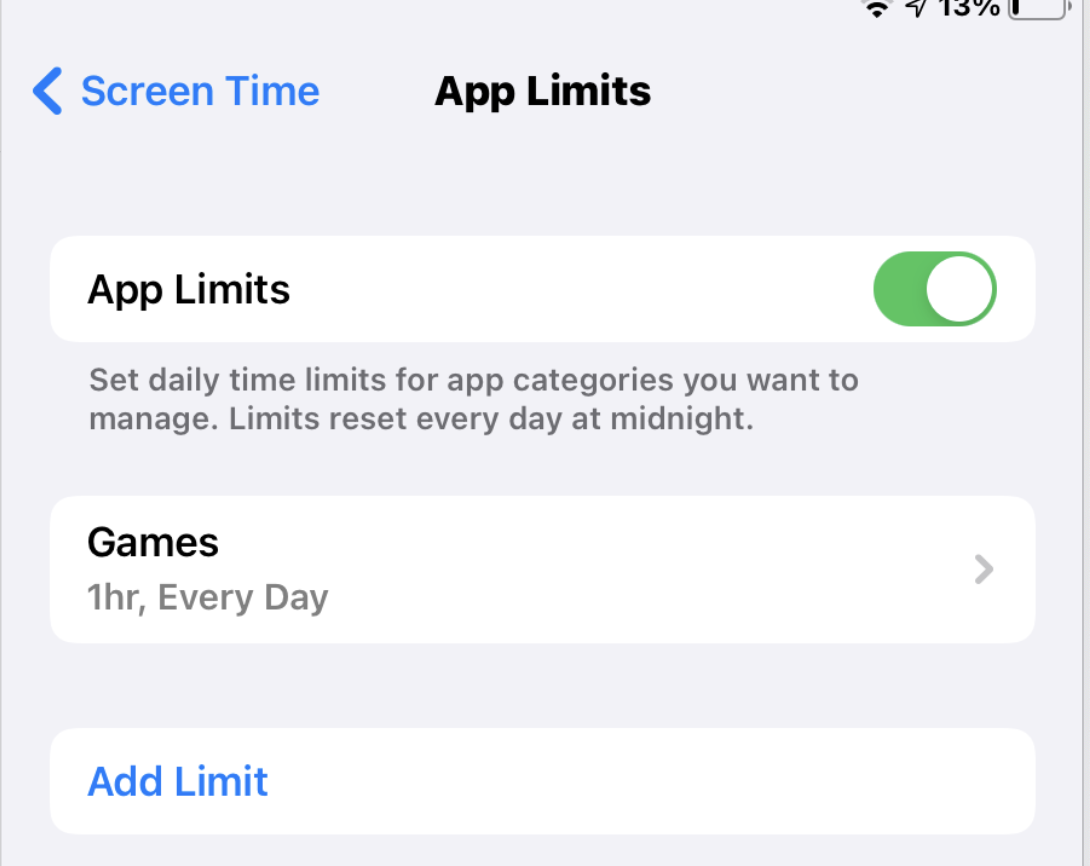 13%
Screen Time
App Limits
App Limits
Set daily time limits for app categories you want to
manage. Limits reset every day at midnight.
Games
1hr, Every Day
Add Limit